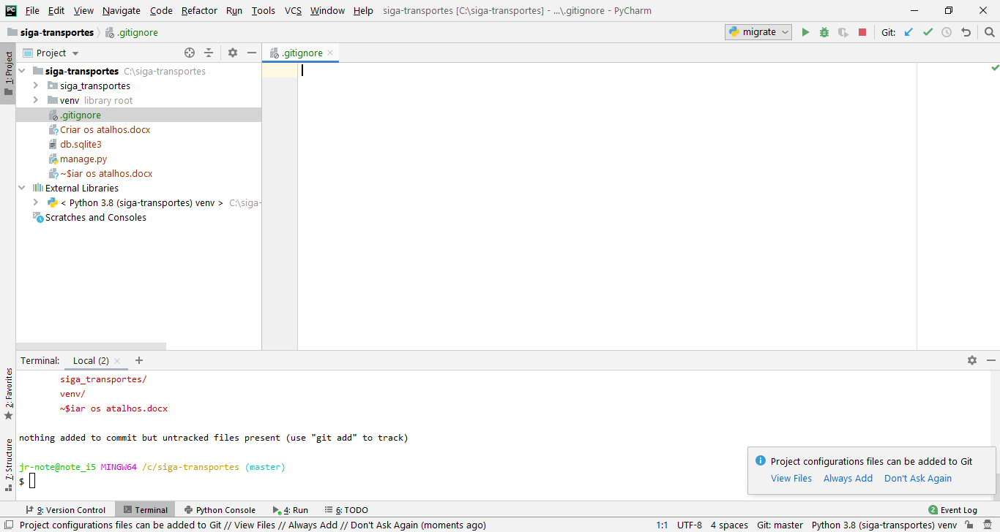 PC File Edit View Navigate Code Refactor Run Tools VCS Window Help siga-transportes [C:\siga-transportes] - ...\.gitignore - PyCharm
siga-transportes .gitignore migrate Git:
1: Project
Project
.gitignore
siga-transportes C:\siga-transportes
siga_transportes
venv library root
.gitignore
Criar os atalhos.docx
db.sqlite3
manage.py
~$iar os atalhos.docx
External Libraries
< Python 3.8 (siga-transportes) venv > C:\siga-
Scratches and Consoles
Terminal: Local (2) +
2: Favorites
7: Structure
siga_transportes/
venv/
~$iar os atalhos.docx
nothing added to commit but untracked files present (use "git add" to track)
jr-note@note_i5 MINGW64 /c/siga-transportes (master)
$
Project configurations files can be added to Git
View Files Always Add Don't Ask Again
9: Version Control Terminal Python Console 4: Run 6: TODO 2 Event Log
Project configurations files can be added to Git // View Files // Always Add // Don't Ask Again (moments ago) 1:1 UTF-8 4 spaces Git: master Python 3.8 (siga-transportes) venv